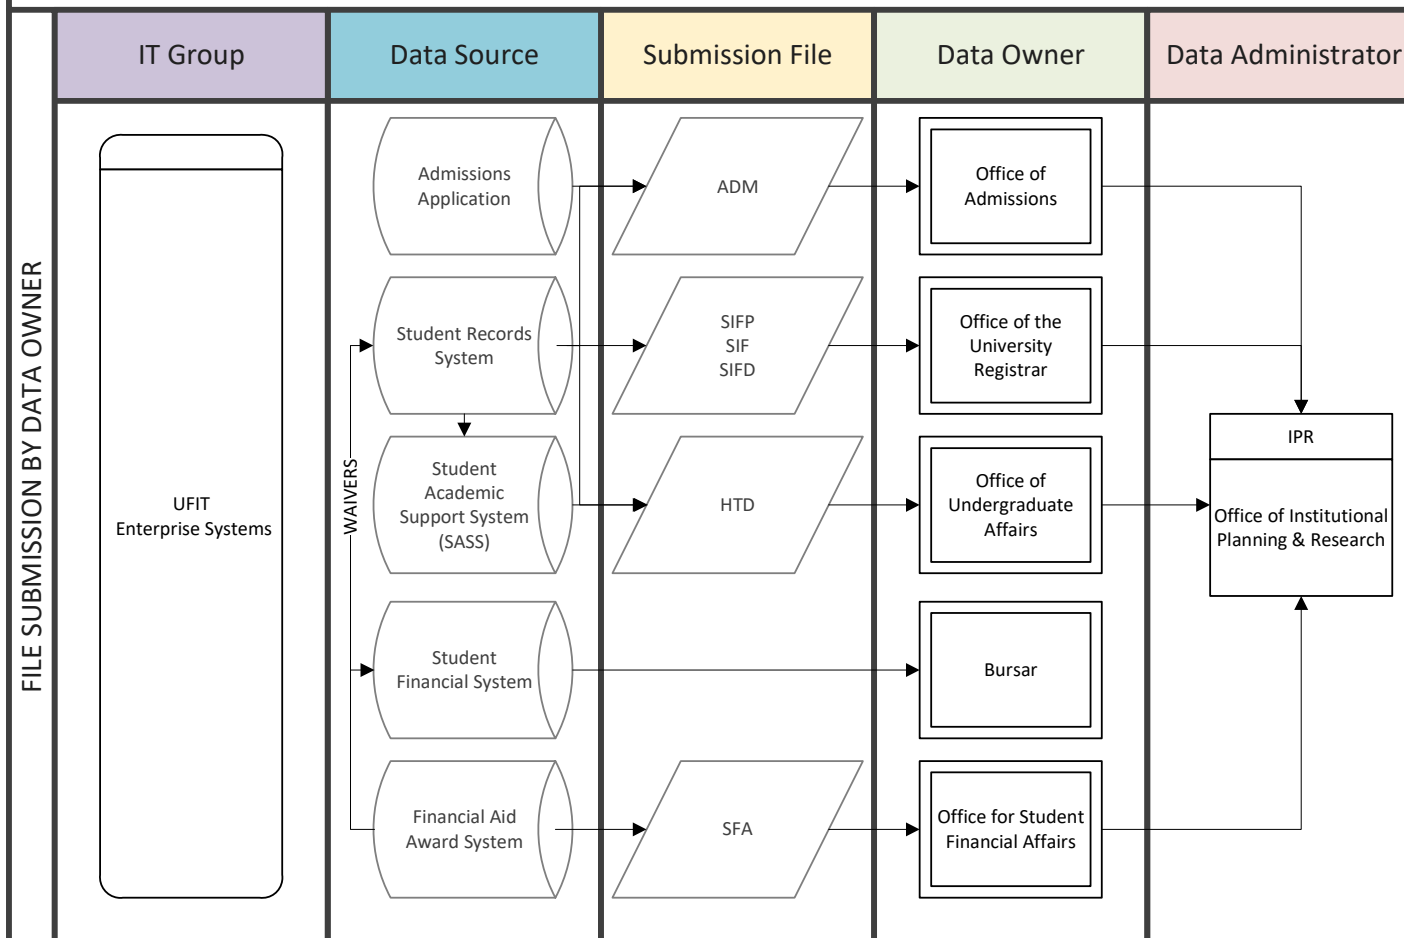 IT Group
Data Source
Submission File
Data Owner
Data Administrator
FILE SUBMISSION BY DATA OWNER
UFIT
Enterprise Systems
Admissions
Application
ADM
Office of
Admissions
Student Records
System
SIFP
SIF
SIFD
Office of the
University
Registrar
WAIVERS
Student
Academic
Support System
(SASS)
HTD
Office of
Undergraduate
Affairs
IPR
Office of Institutional
Planning & Research
Student
Financial System
Bursar
Financial Aid
Award System
SFA
Office for Student
Financial Affairs